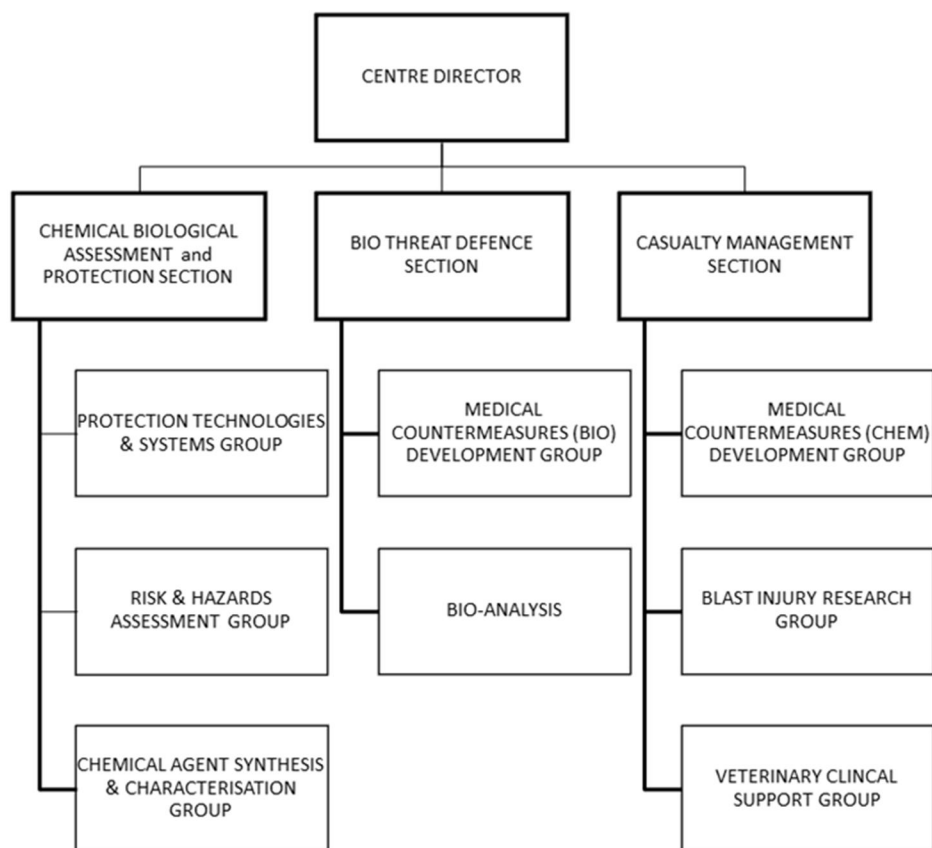 CENTRE DIRECTOR
CHEMICAL BIOLOGICAL
ASSESSMENT and
PROTECTION SECTION
BIO THREAT DEFENCE
SECTION
CASUALTY MANAGEMENT
SECTION
PROTECTION TECHNOLOGIES
& SYSTEMS GROUP
MEDICAL
COUNTERMEASURES (BIO)
DEVELOPMENT GROUP
MEDICAL
COUNTERMEASURES (CHEM)
DEVELOPMENT GROUP
RISK & HAZARDS
ASSESSMENT GROUP
BIO-ANALYSIS
BLAST INJURY RESEARCH
GROUP
CHEMICAL AGENT SYNTHESIS
& CHARACTERISATION
GROUP
VETERINARY CLINCAL
SUPPORT GROUP